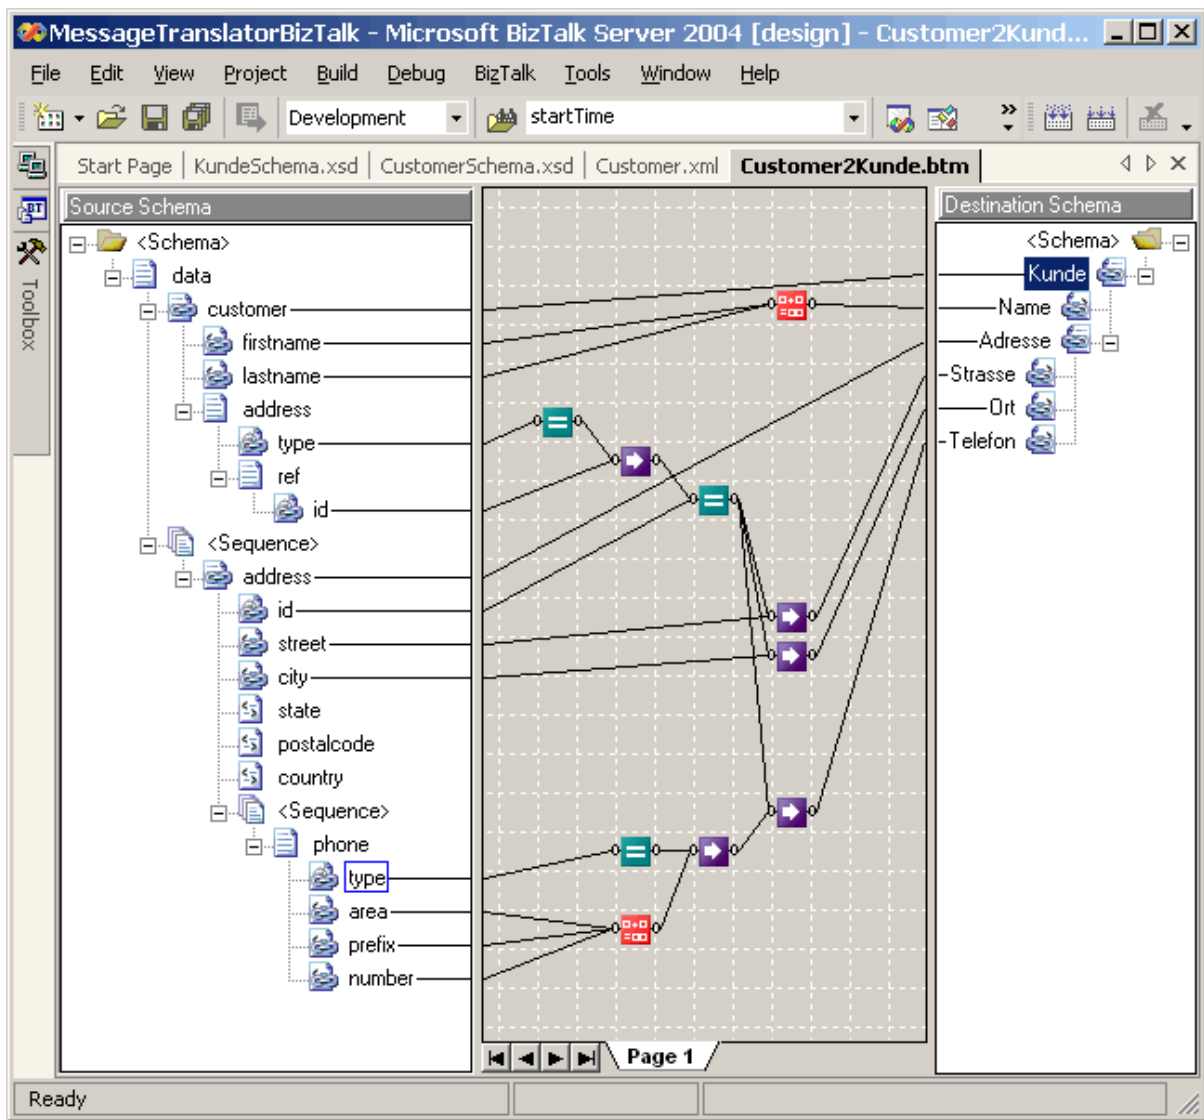 MessageTranslatorBizTalk - Microsoft BizTalk Server 2004 [design] - Customer2Kund...
File Edit View Project Build Debug BizTalk Tools Window Help
Development startTime
Start Page KundeSchema.xsd CustomerSchema.xsd Customer.xml Customer2Kunde.btm
Toolbox
Source Schema
<Schema>
data
customer
firstname
lastname
address
type
ref
id
<Sequence>
address
id
street
city
state
postalcode
country
<Sequence>
phone
type
area
prefix
number
Destination Schema
<Schema>
Kunde
Name
Adresse
Strasse
Ort
Telefon
Page 1
Ready